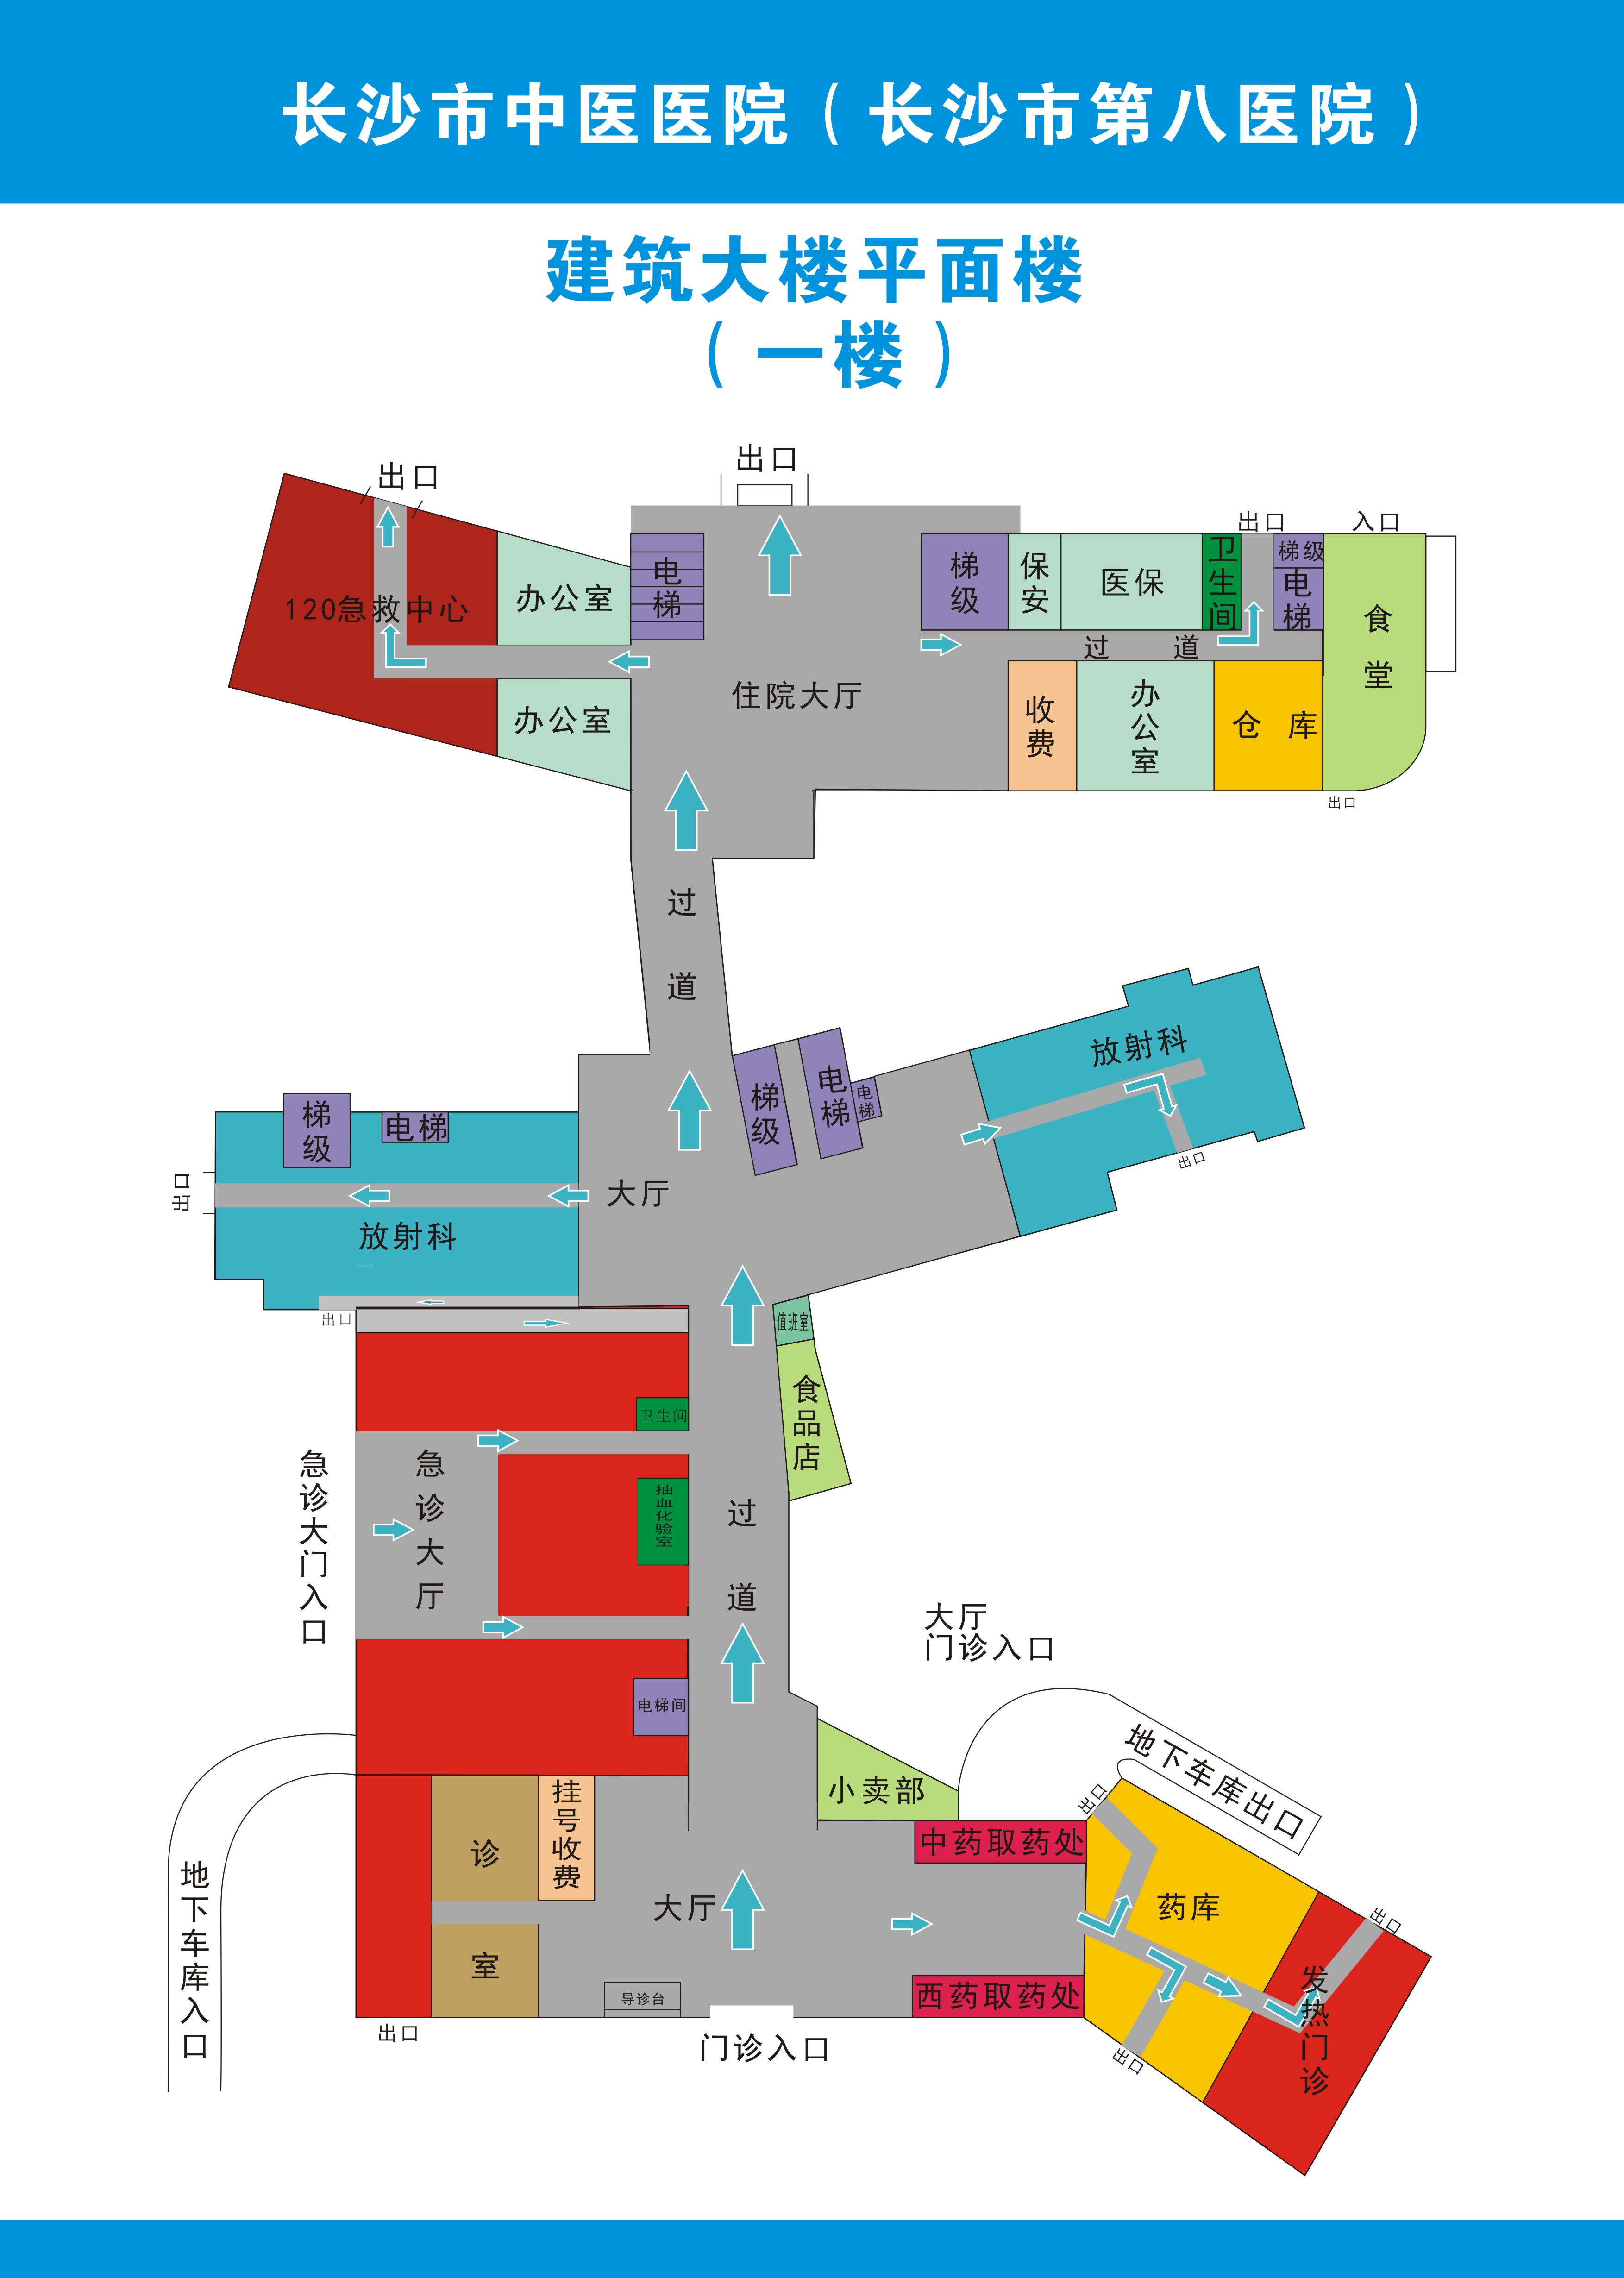 长沙市中医医院（长沙市第八医院）
建筑大楼平面楼
（一楼）
出口
出口
出口
入口
120急救中心
办公室
电梯
梯级
保安
医保
卫生间
梯级
电梯
食堂
过道
住院大厅
办公室
收费
办公室
仓库
出口
过道
放射科
梯级
电梯
电梯
出口
梯级
电梯
出口
大厅
放射科
出口
值班室
食品店
卫生间
急诊大门入口
急诊大厅
抽血化验室
过道
大厅
门诊入口
电梯间
地下车库出口
小卖部
出口
挂号收费
诊室
中药取药处
大厅
药库
出口
地下车库入口
发热门诊
导诊台
西药取药处
出口
门诊入口
出口